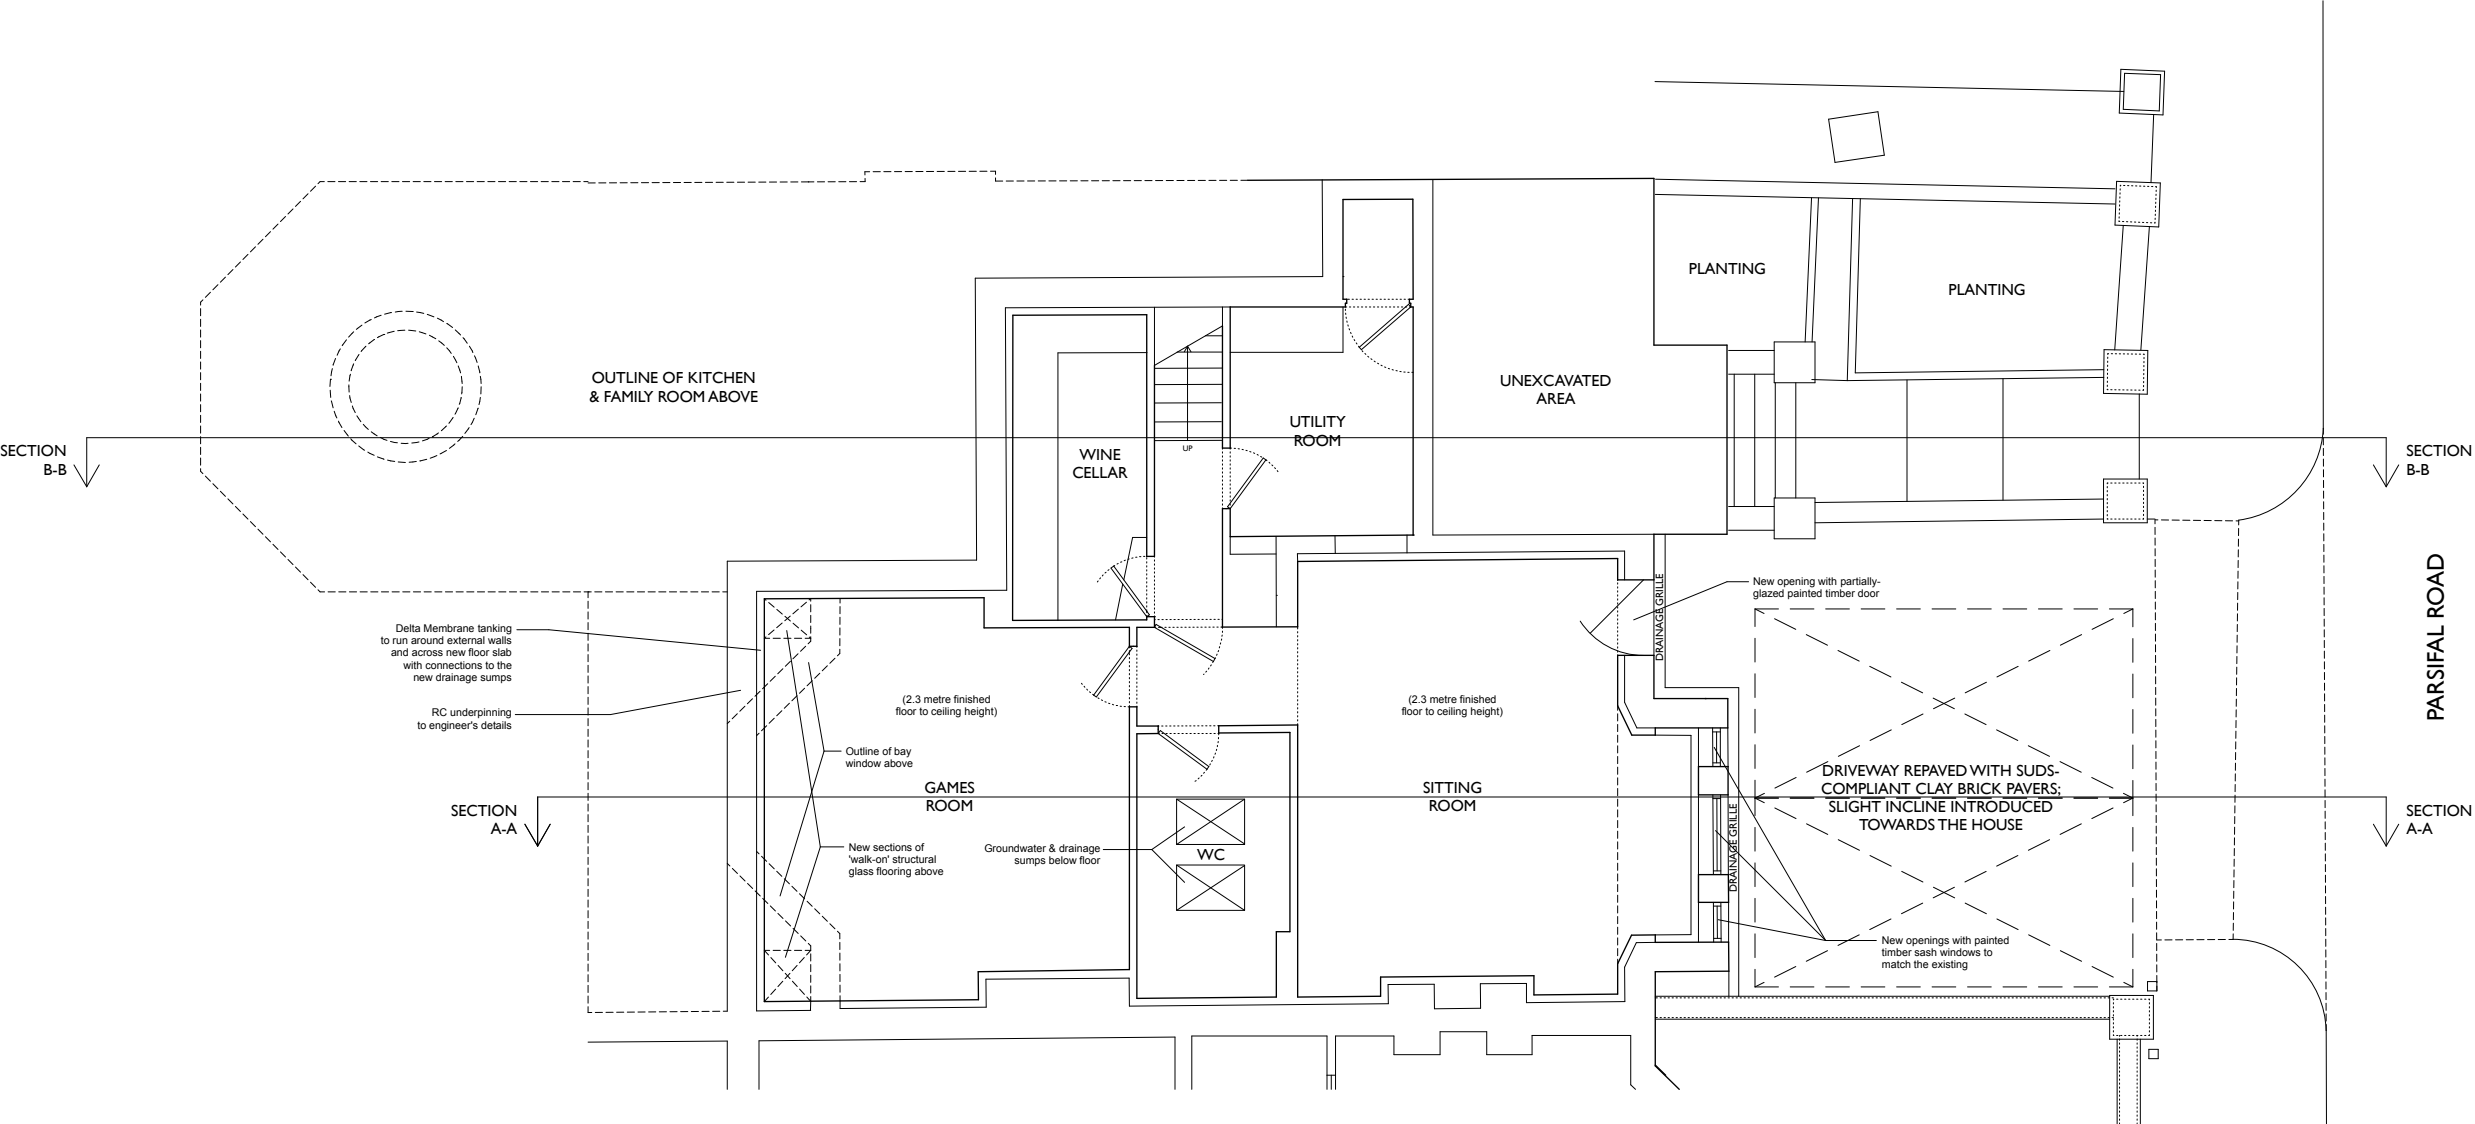 PLANTING
PLANTING
OUTLINE OF KITCHEN
& FAMILY ROOM ABOVE
UNEXCAVATED
AREA
UTILITY
ROOM
UP
WINE
CELLAR
SECTION
B-B
SECTION
B-B
PARSIFAL ROAD
New opening with partially-
glazed painted timber door
DRAINAGE GRILLE
Delta Membrane tanking
to run around external walls
and across new floor slab
with connections to the
new drainage sumps
RC underpinning
to engineer's details
(2.3 metre finished
floor to ceiling height)
(2.3 metre finished
floor to ceiling height)
Outline of bay
window above
GAMES
ROOM
SITTING
ROOM
DRIVEWAY REPAVED WITH SUDS-
COMPLIANT CLAY BRICK PAVERS;
SLIGHT INCLINE INTRODUCED
TOWARDS THE HOUSE
SECTION
A-A
SECTION
A-A
DRAINAGE GRILLE
New sections of
'walk-on' structural
glass flooring above
Groundwater & drainage
sumps below floor
WC
New openings with painted
timber sash windows to
match the existing